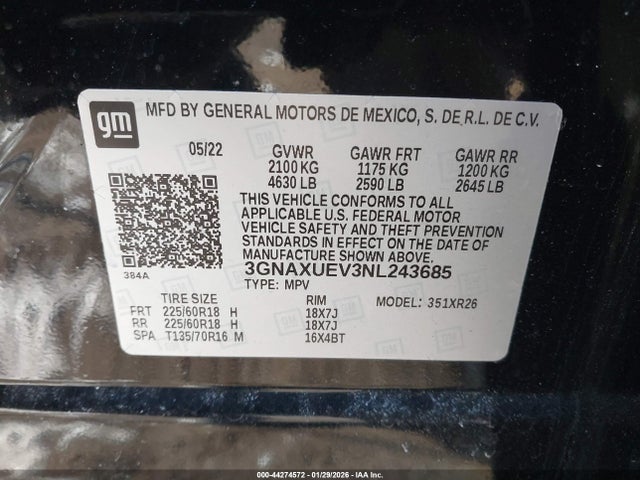 gm
MFD BY GENERAL MOTORS DE MEXICO, S. DE R.L. DE C.V.
05/22 GVWR GAWR FRT GAWR RR
2100 KG 1175 KG 1200 KG
4630 LB 2590 LB 2645 LB
THIS VEHICLE CONFORMS TO ALL
APPLICABLE U.S. FEDERAL MOTOR
VEHICLE SAFETY AND THEFT PREVENTION
STANDARDS IN EFFECT ON THE DATE OF
MANUFACTURE SHOWN ABOVE.
3GNAXUEV3NL243685
384A
TYPE: MPV
TIRE SIZE RIM MODEL: 351XR26
FRT 225/60R18 H 18X7J
RR 225/60R18 H 18X7J
SPA T135/70R16 M 16X4BT
000-44274572 - 01/29/2026 - IAA Inc.